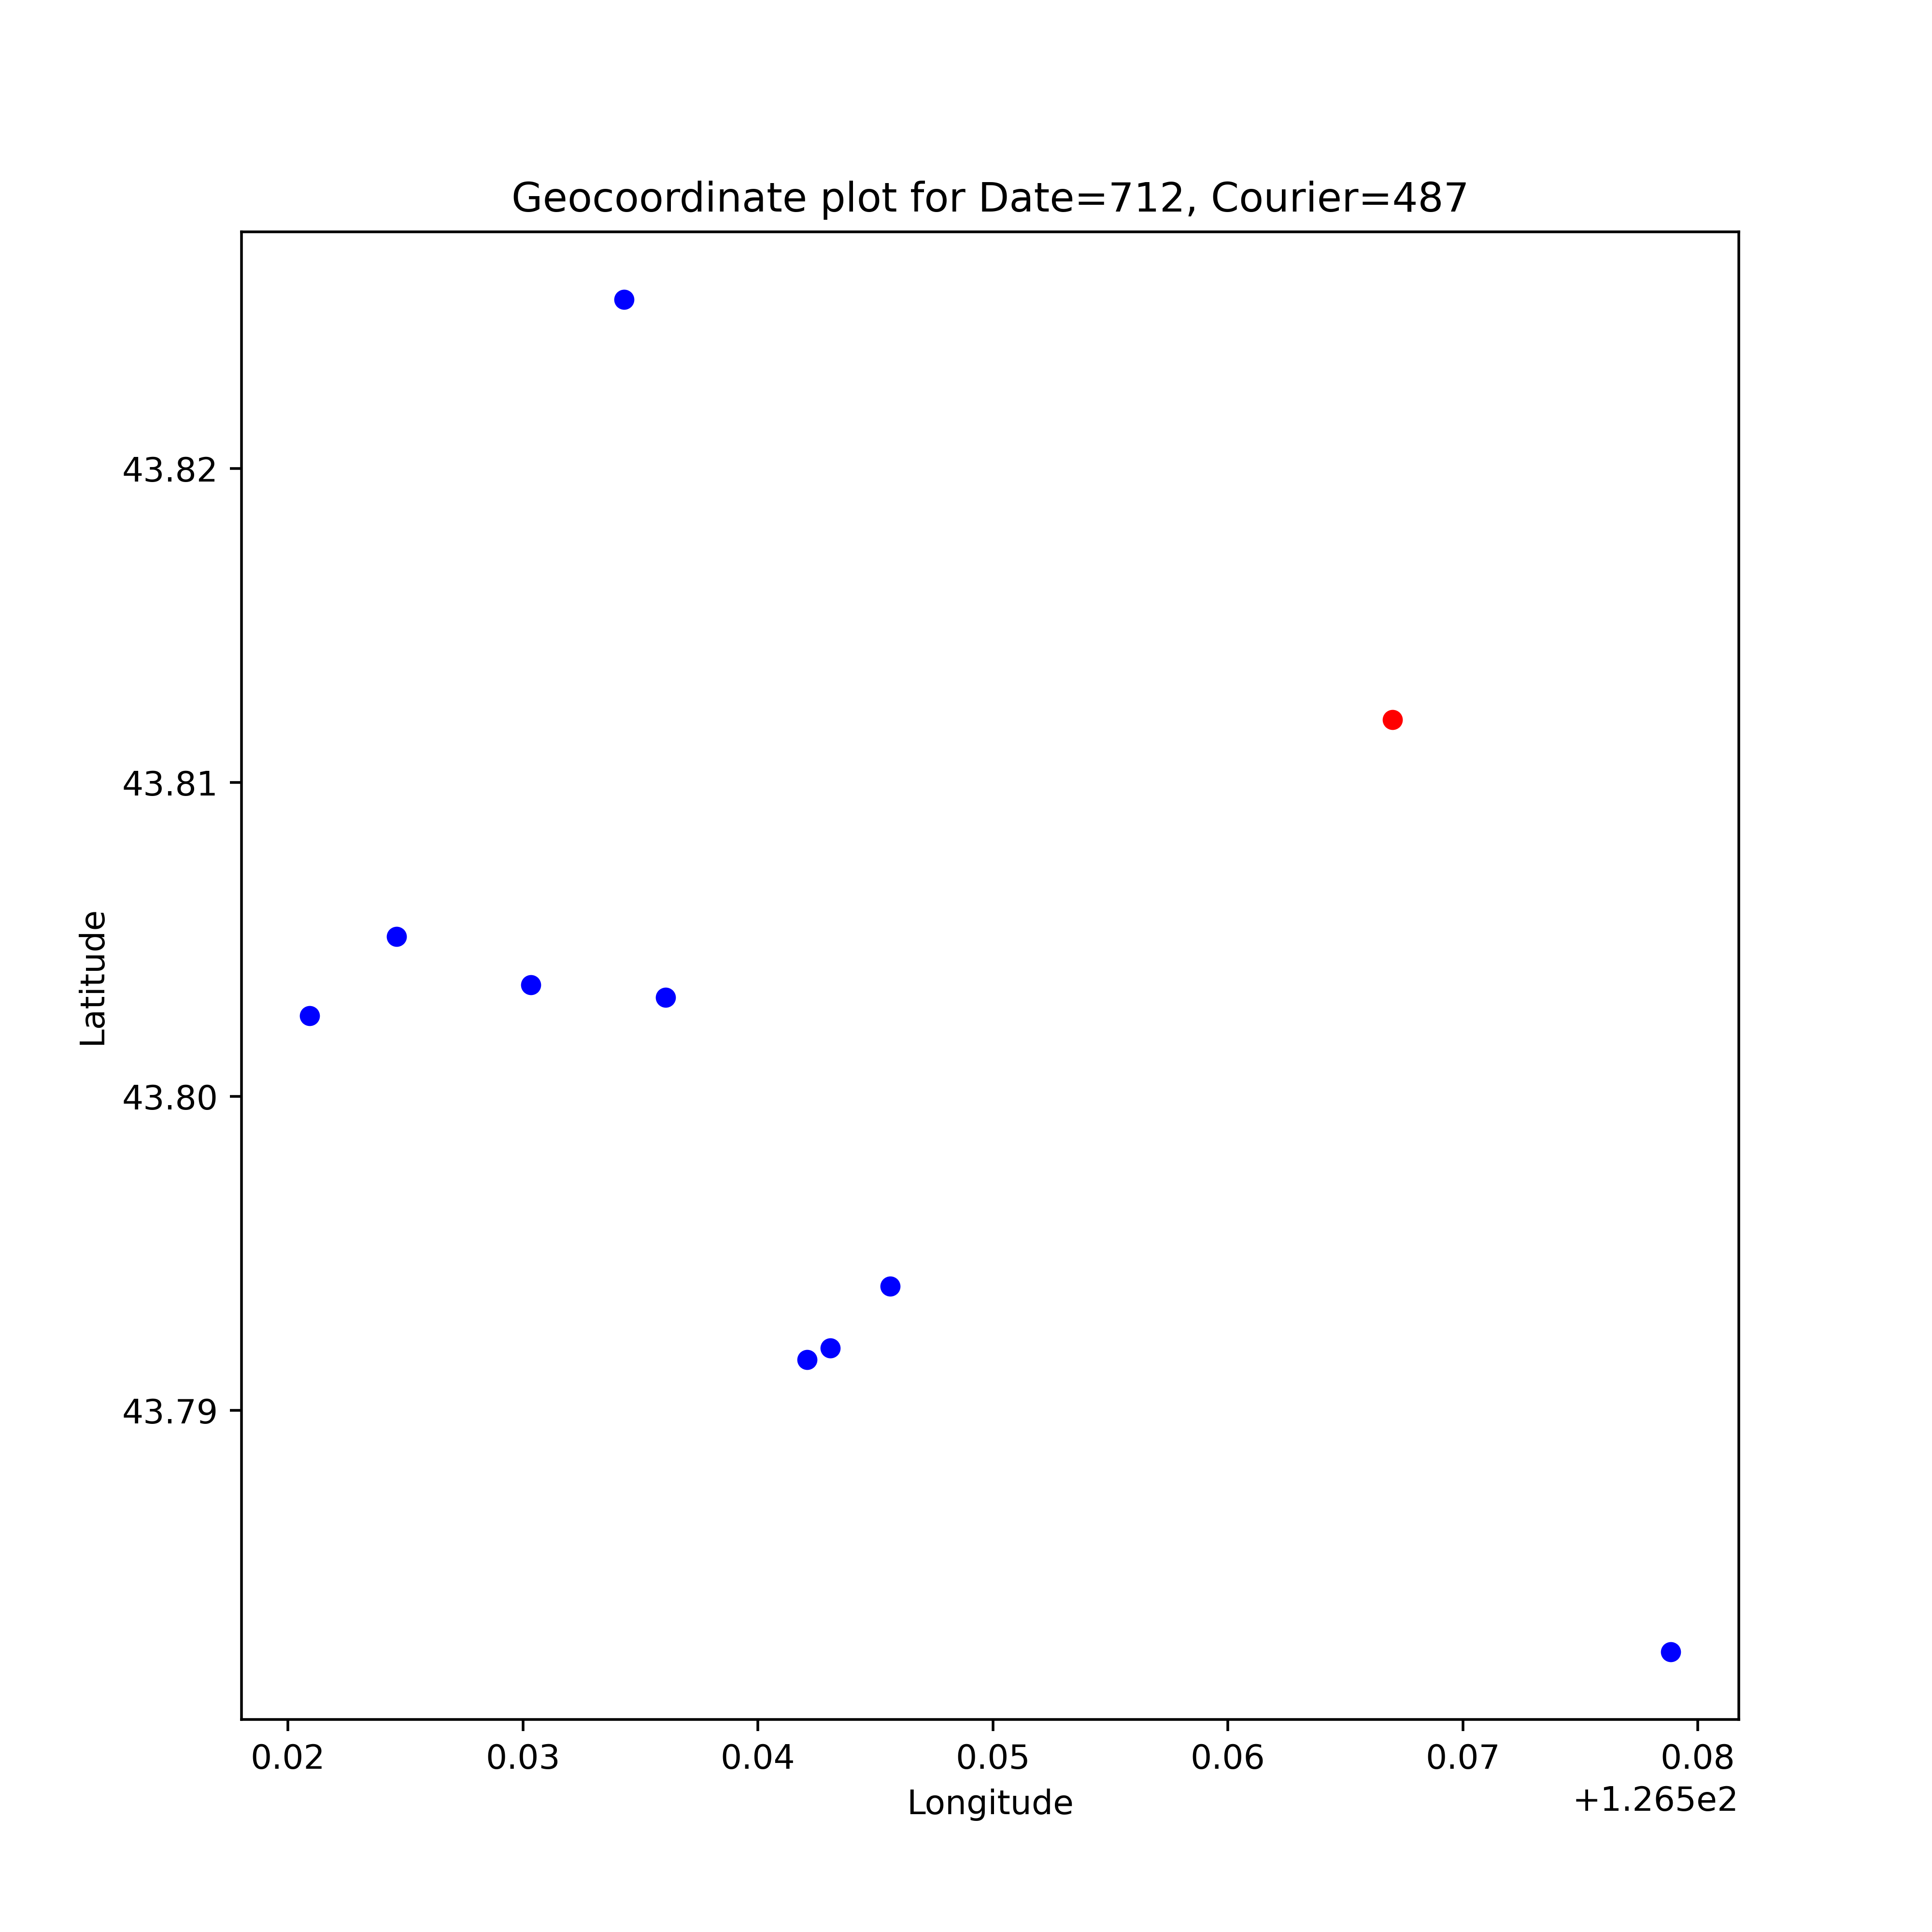 Geocoordinate plot for Date=712, Courier=487
43.82
43.81
43.80
43.79
Latitude
0.02 0.03 0.04 0.05 0.06 0.07 0.08
+1.265e2
Longitude